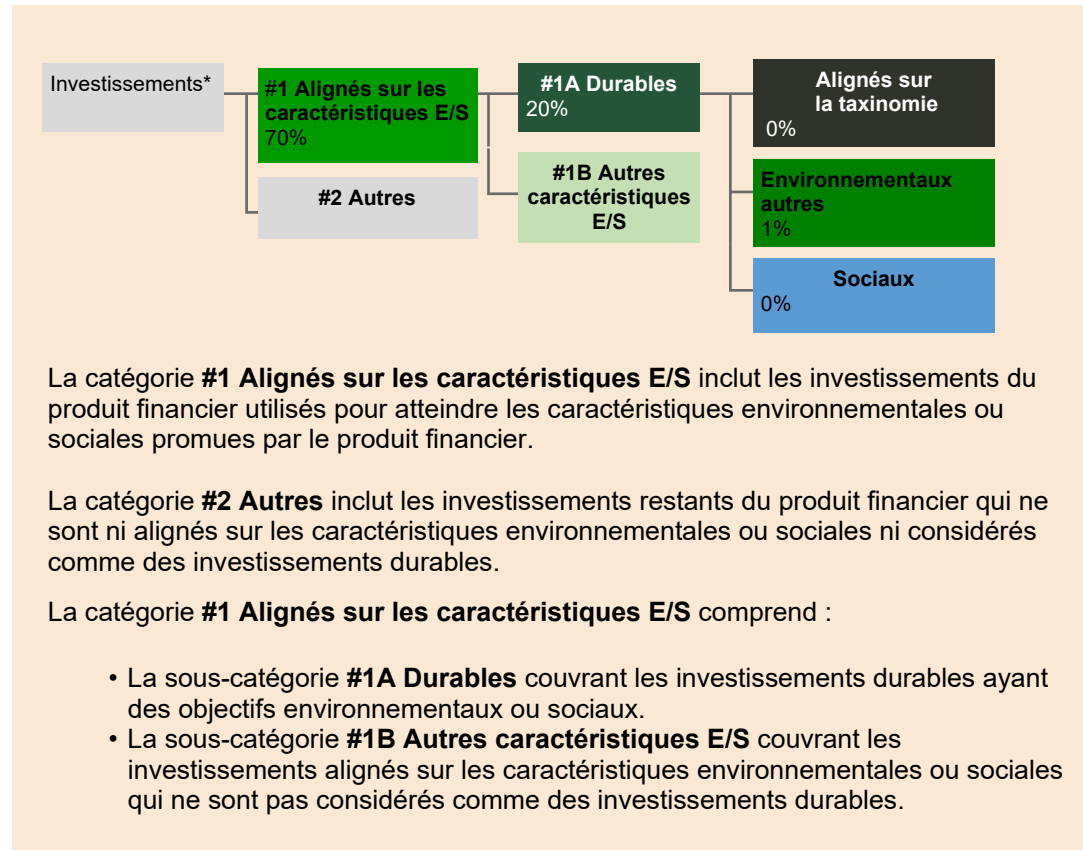 Investissements*
#1 Alignés sur les
caractéristiques E/S
70%
#2 Autres
#1A Durables
20%
#1B Autres
caractéristiques
E/S
Alignés sur
la taxinomie
0%
Environnementaux
autres
1%
Sociaux
0%
La catégorie #1 Alignés sur les caractéristiques E/S inclut les investissements du
produit financier utilisés pour atteindre les caractéristiques environnementales ou
sociales promues par le produit financier.
La catégorie #2 Autres inclut les investissements restants du produit financier qui ne
sont ni alignés sur les caractéristiques environnementales ou sociales ni considérés
comme des investissements durables.
La catégorie #1 Alignés sur les caractéristiques E/S comprend :
• La sous-catégorie #1A Durables couvrant les investissements durables ayant
des objectifs environnementaux ou sociaux.
• La sous-catégorie #1B Autres caractéristiques E/S couvrant les
investissements alignés sur les caractéristiques environnementales ou sociales
qui ne sont pas considérés comme des investissements durables.